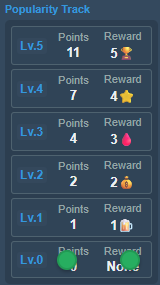 Popularity Track
Points Reward
Lv.5 11 5
Points Reward
Lv.4 7 4
Points Reward
Lv.3 4 3
Points Reward
Lv.2 2 2
Points Reward
Lv.1 1 1
Points Reward
Lv.0 0 None